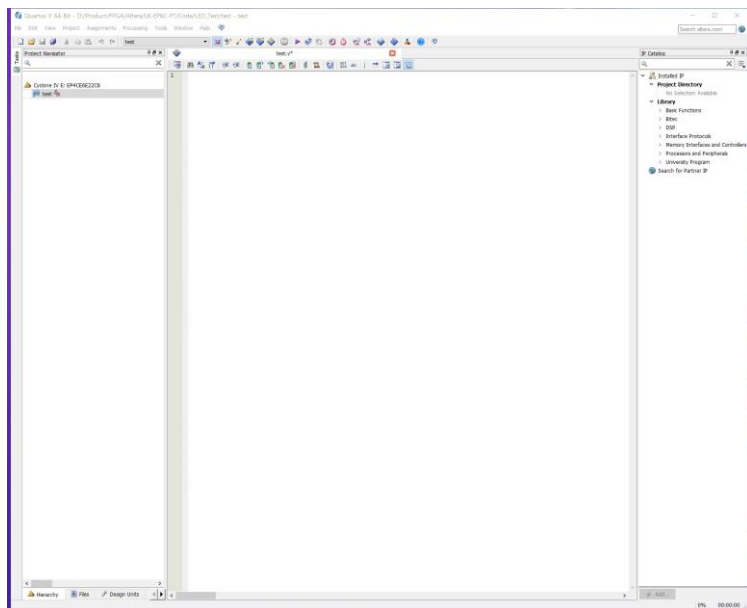 Quartus II 64-Bit - D:/Product/FPGA/Altera/18-EP6C-PT/Code/LED_Test/test - test
File Edit View Project Assignments Processing Tools Window Help
Search altera.com
test
Project Navigator
test.v*
IP Catalog
Tasks
1
Cyclone IV E: EP4CE6E22C8
test
Installed IP
Project Directory
No Selection Available
Library
Basic Functions
Bitec
DSP
Interface Protocols
Memory Interfaces and Controllers
Processors and Peripherals
University Program
Search for Partner IP
Hierarchy Files Design Units
Add...
0% 00:00:00